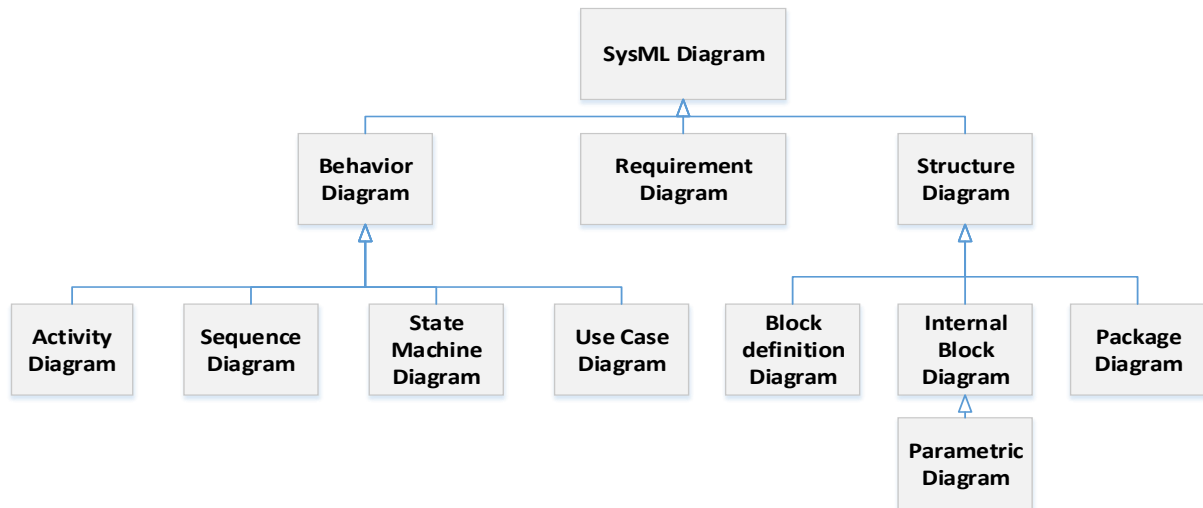 SysML Diagram
Behavior
Diagram
Requirement
Diagram
Structure
Diagram
Activity
Diagram
Sequence
Diagram
State
Machine
Diagram
Use Case
Diagram
Block
definition
Diagram
Internal
Block
Diagram
Package
Diagram
Parametric
Diagram